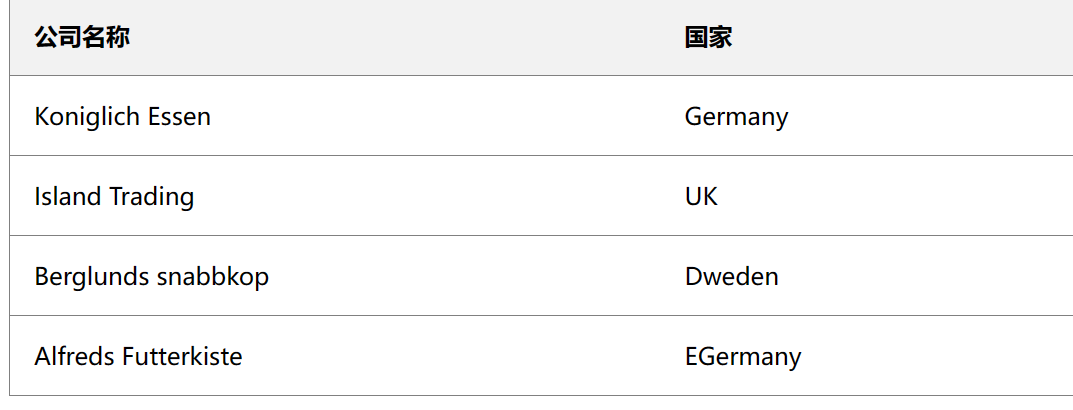 公司名称 国家
Koniglich Essen Germany
Island Trading UK
Berglunds snabbkop Dweden
Alfreds Futterkiste EGermany